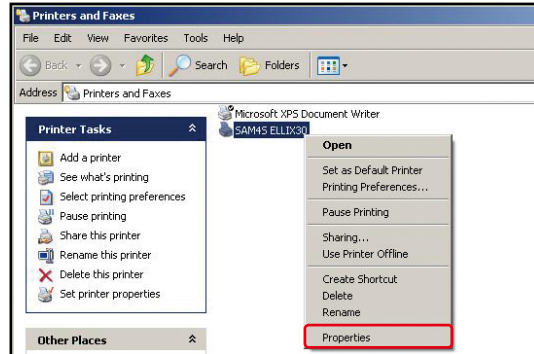 Printers and Faxes
File Edit View Favorites Tools Help
Back Search Folders
Address Printers and Faxes
Printer Tasks
Add a printer
See what's printing
Select printing preferences
Pause printing
Share this printer
Rename this printer
Delete this printer
Set printer properties
Other Places
Microsoft XPS Document Writer
SAM4S ELLIX30
Open
Set as Default Printer
Printing Preferences...
Pause Printing
Sharing...
Use Printer Offline
Create Shortcut
Delete
Rename
Properties